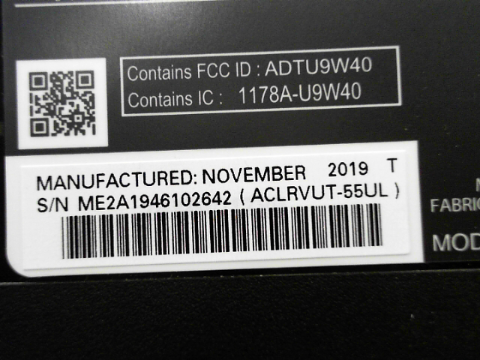 Contains FCC ID : ADTU9W40
Contains IC : 1178A-U9W40
MANUFACTURED: NOVEMBER 2019 T
S/N ME2A1946102642 ( ACLRVUT-55UL )
FABRIC
MOD